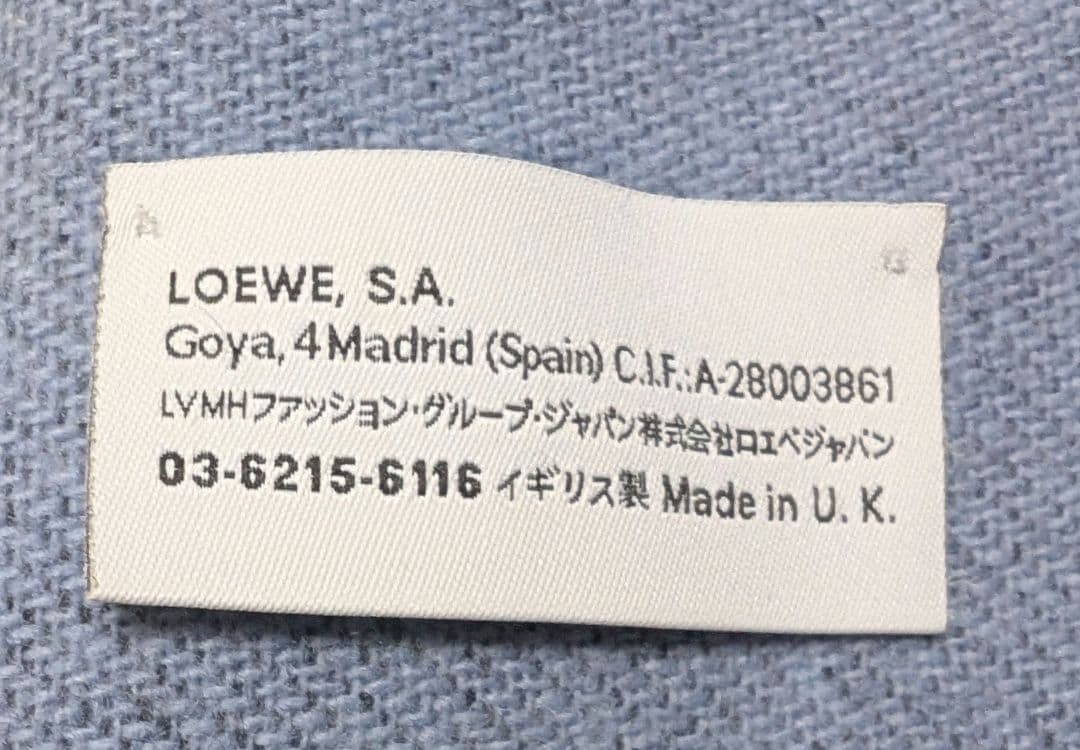 LOEWE, S.A.
Goya, 4 Madrid (Spain) C.I.F.:A-28003861
LVMHファッション・グループ・ジャパン株式会社ロエベジャパン
03-6215-6116 イギリス製 Made in U. K.